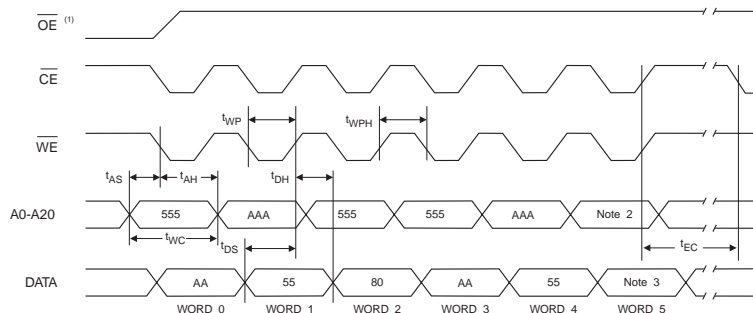 OE (1)
CE
tWP tWPH
WE
tAS tAH tDH
A0-A20 555 AAA 555 555 AAA Note 2
tWC tDS tEC
DATA AA 55 80 AA 55 Note 3
WORD 0 WORD 1 WORD 2 WORD 3 WORD 4 WORD 5